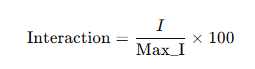 Interaction = I / Max_I × 100